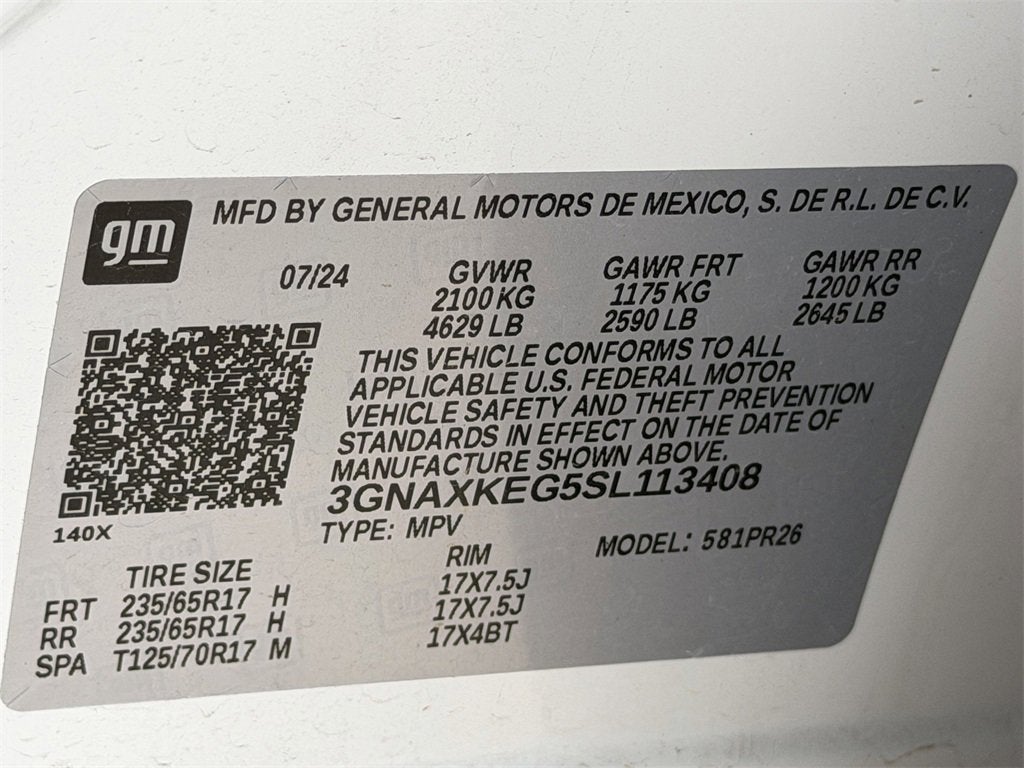 gm MFD BY GENERAL MOTORS DE MEXICO, S. DE R.L. DE C.V.
07/24 GVWR GAWR FRT GAWR RR
2100 KG 1175 KG 1200 KG
4629 LB 2590 LB 2645 LB
THIS VEHICLE CONFORMS TO ALL
APPLICABLE U.S. FEDERAL MOTOR
VEHICLE SAFETY AND THEFT PREVENTION
STANDARDS IN EFFECT ON THE DATE OF
MANUFACTURE SHOWN ABOVE.
3GNAXKEG5SL113408
140X
TYPE: MPV MODEL: 581PR26
TIRE SIZE RIM
FRT 235/65R17 H 17X7.5J
RR 235/65R17 H 17X7.5J
SPA T125/70R17 M 17X4BT